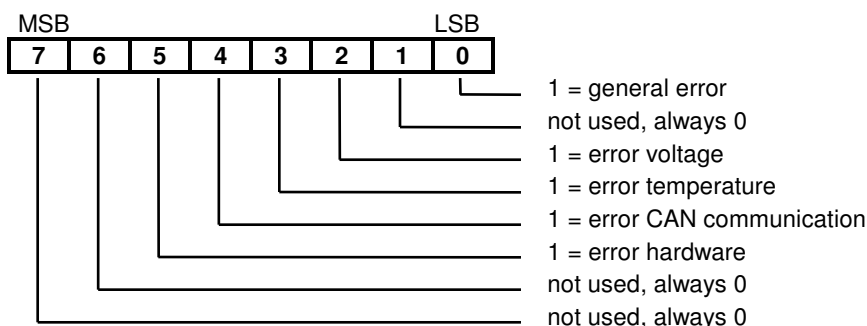 MSB LSB
7 6 5 4 3 2 1 0
1 = general error
not used, always 0
1 = error voltage
1 = error temperature
1 = error CAN communication
1 = error hardware
not used, always 0
not used, always 0